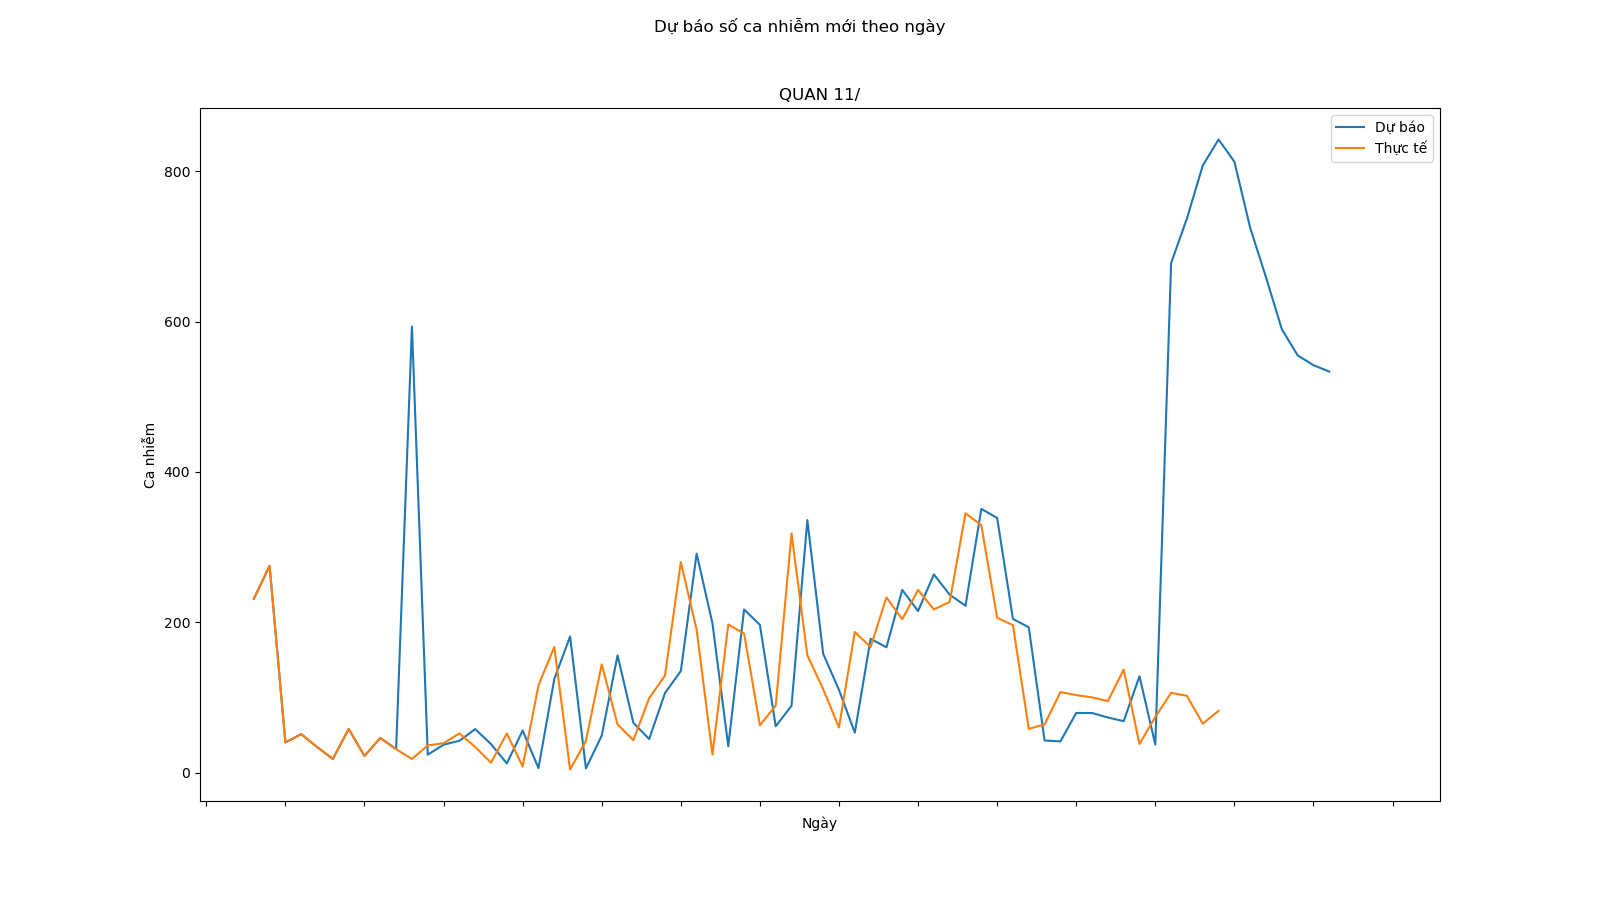 Dự báo số ca nhiễm mới theo ngày
QUAN 11/
Dự báo
Thực tế
800
600
400
200
0
Ca nhiễm
Ngày